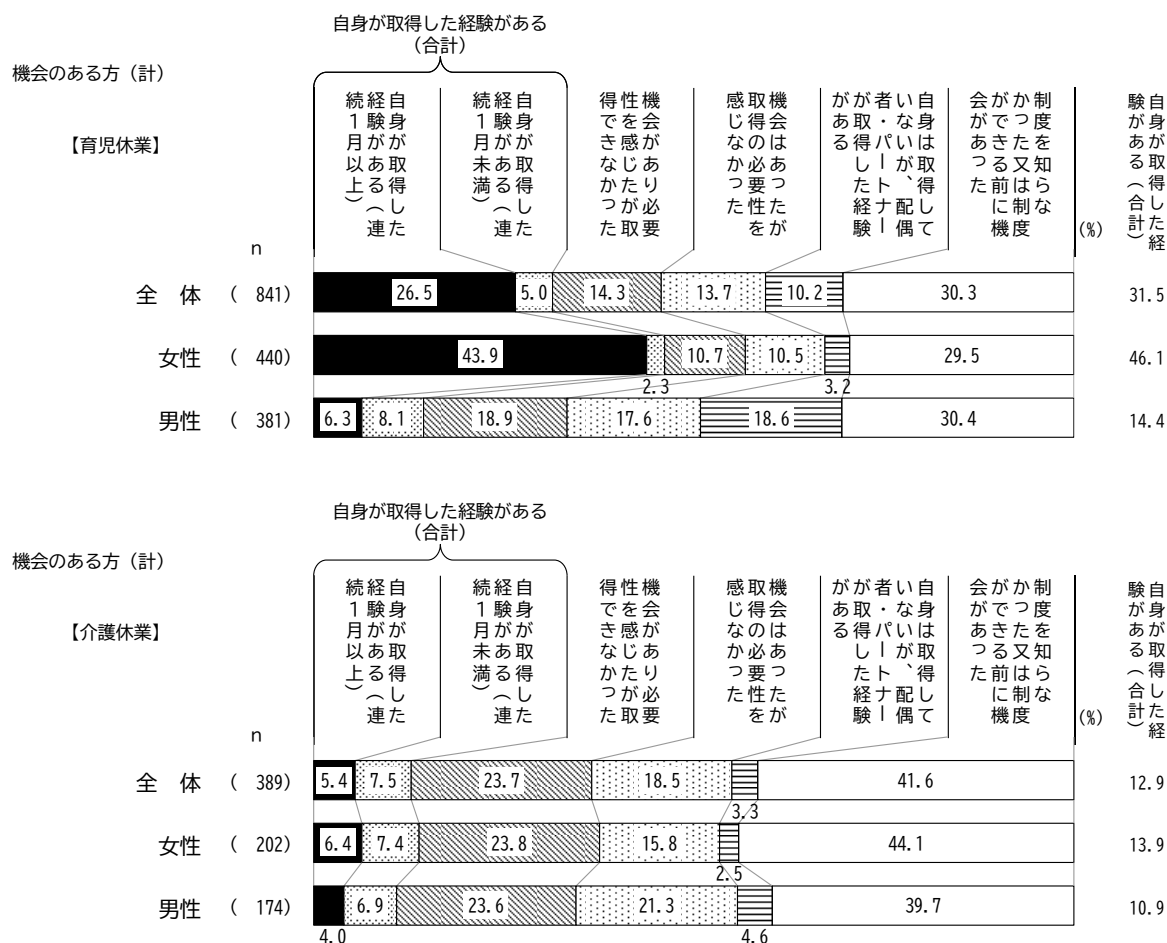 自身が取得した経験がある
(合計)
機会のある方（計）
【育児休業】
自身が取得した
経験がある（連
続１月以上）
自身が取得した
経験がある（連
続１月未満）
機会があり必要
性を感じたが取
得できなかった
機会はあったが
取得の必要性を
感じなかった
自身は取得して
いないが、配偶
者・パートナー
が取得した経験
がある
制度を知らな
かった又は制度
ができる前に機
会があった
(%)
自身が取得した経
験がある（合計）
n
全 体 ( 841) 26.5 5.0 14.3 13.7 10.2 30.3 31.5
女性 ( 440) 43.9 10.7 10.5 29.5 46.1
2.3 3.2
男性 ( 381) 6.3 8.1 18.9 17.6 18.6 30.4 14.4
自身が取得した経験がある
(合計)
機会のある方（計）
【介護休業】
自身が取得した
経験がある（連
続１月以上）
自身が取得した
経験がある（連
続１月未満）
機会があり必要
性を感じたが取
得できなかった
機会はあったが
取得の必要性を
感じなかった
自身は取得して
いないが、配偶
者・パートナー
が取得した経験
がある
制度を知らな
かった又は制度
ができる前に機
会があった
(%)
自身が取得した経
験がある（合計）
n
全 体 ( 389) 5.4 7.5 23.7 18.5 41.6 12.9
3.3
女性 ( 202) 6.4 7.4 23.8 15.8 44.1 13.9
2.5
男性 ( 174) 6.9 23.6 21.3 39.7 10.9
4.0 4.6